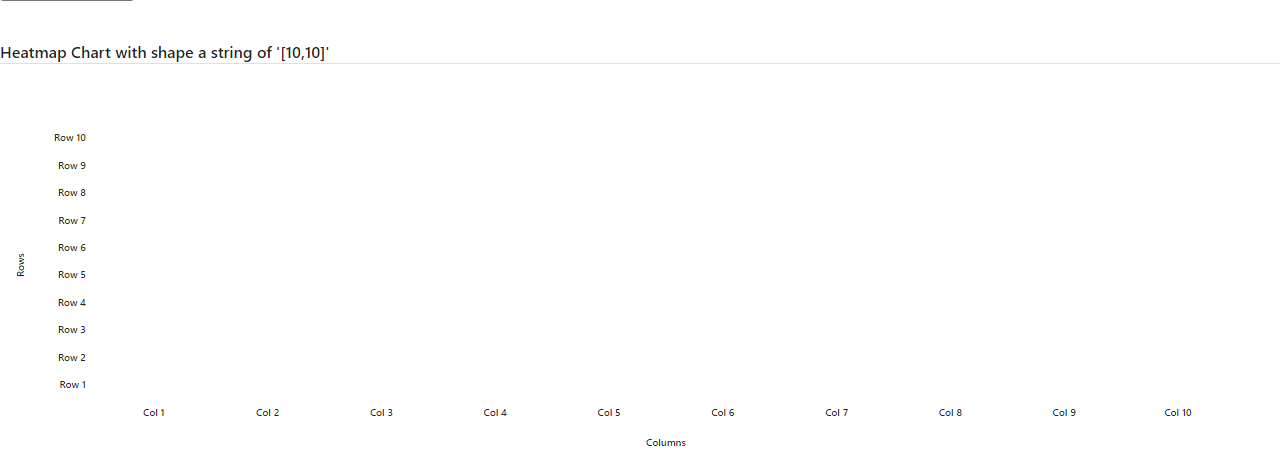 Heatmap Chart with shape a string of '[10,10]'
Row 10
Row 9
Row 8
Row 7
Row 6
Rows
Row 5
Row 4
Row 3
Row 2
Row 1
Col 1 Col 2 Col 3 Col 4 Col 5 Col 6 Col 7 Col 8 Col 9 Col 10
Columns